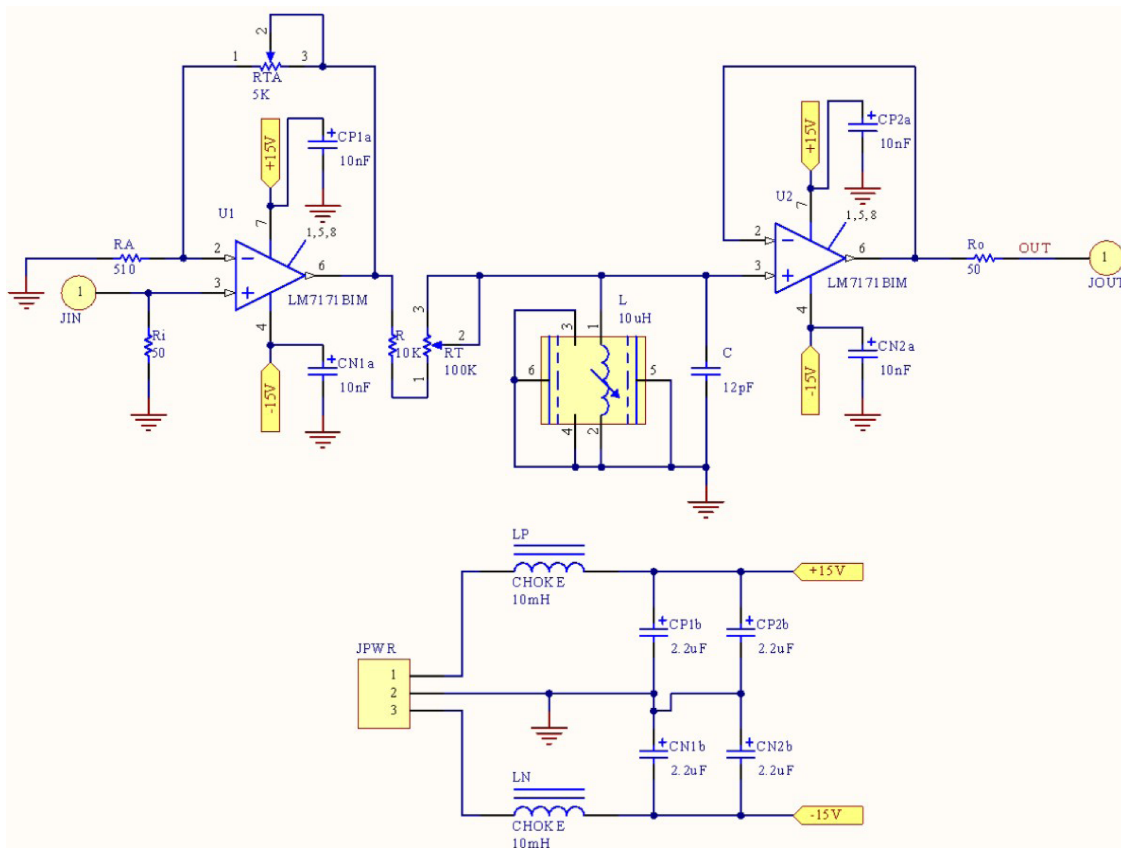 2
1
3
RTA
5K
+15V
CP1a
10nF
U1
7
1,5,8
RA
510
2
6
3
LM7171BIM
1
JIN
Ri
50
4
-15V
CN1a
10nF
R
10K
3
2
RT
100K
1
L
10uH
3
1
6
5
4
2
C
12pF
+15V
CP2a
10nF
U2
7
1,5,8
2
6
3
LM7171BIM
Ro
50
OUT
1
JOUT
4
-15V
CN2a
10nF
LP
CHOKE
10mH
+15V
CP1b
2.2uF
CP2b
2.2uF
JPWR
1
2
3
CN1b
2.2uF
CN2b
2.2uF
LN
CHOKE
10mH
-15V